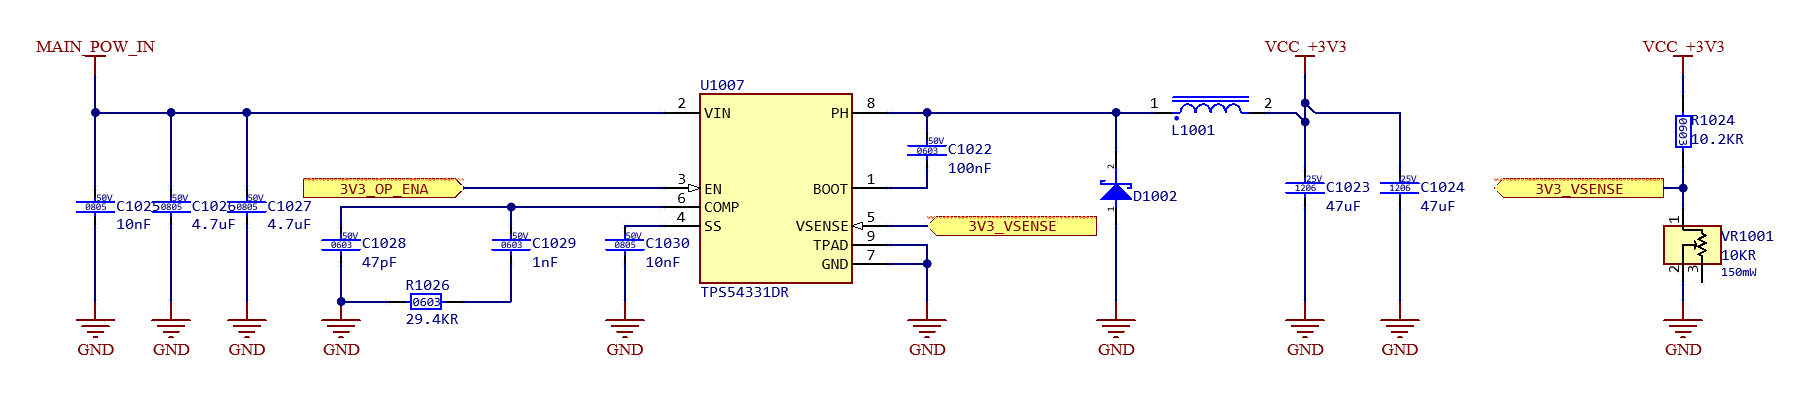 MAIN_POW_IN
VCC_+3V3
VCC_+3V3
U1007
2 VIN
PH 8
1
2
L1001
50V
0603
C1022
100nF
0603
R1024
10.2KR
3V3_OP_ENA
3 EN
BOOT 1
2
1
D1002
25V
1206
C1023
47uF
25V
1206
C1024
47uF
3V3_VSENSE
50V
0805
C1025
10nF
50V
0805
C1026
4.7uF
50V
0805
C1027
4.7uF
6 COMP
4 SS
VSENSE 5
3V3_VSENSE
TPAD 9
GND 7
50V
0603
C1028
47pF
50V
0603
C1029
1nF
50V
0805
C1030
10nF
1
VR1001
10KR
150mW
2
3
R1026
0603
29.4KR
TPS54331DR
GND
GND
GND
GND
GND
GND
GND
GND
GND
GND